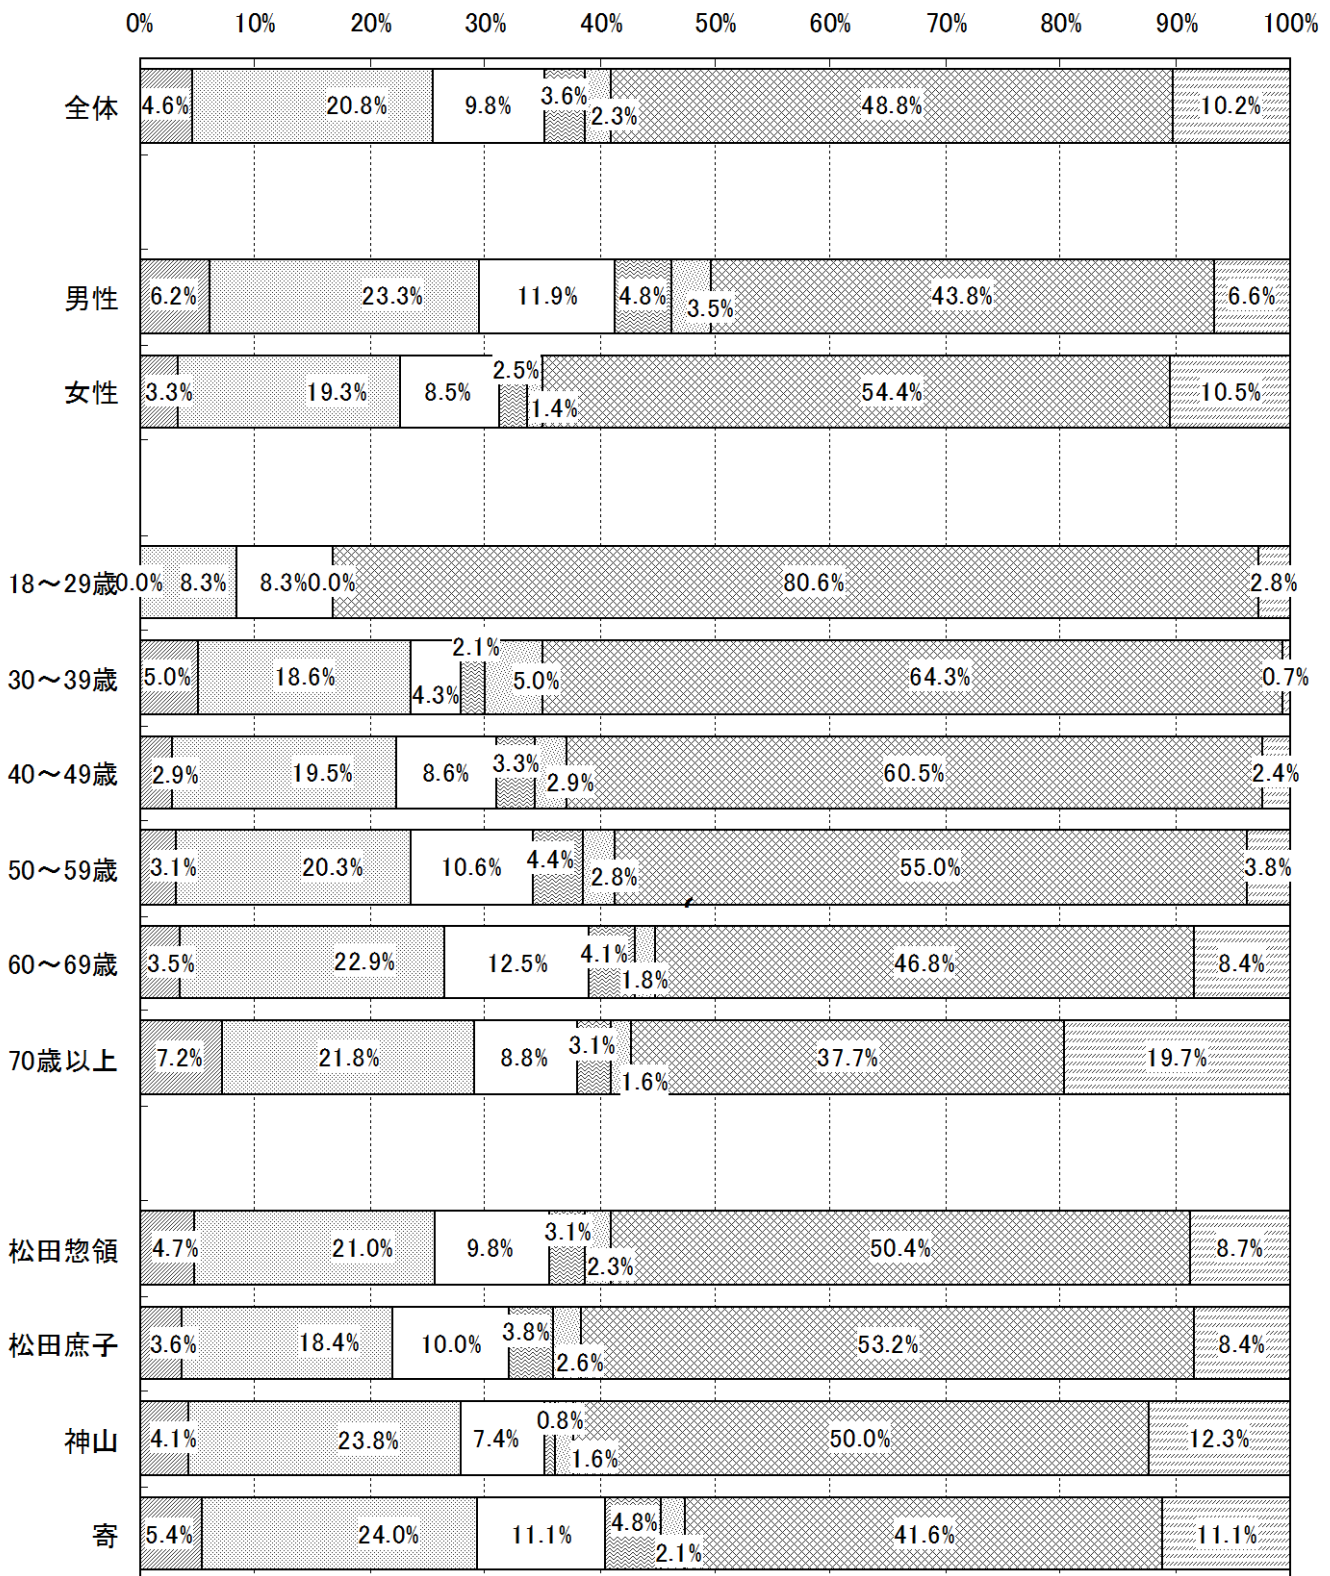 0% 10% 20% 30% 40% 50% 60% 70% 80% 90% 100%
全体 4.6% 20.8% 9.8% 3.6% 2.3% 48.8% 10.2%
男性 6.2% 23.3% 11.9% 4.8% 3.5% 43.8% 6.6%
女性 3.3% 19.3% 8.5% 2.5% 1.4% 54.4% 10.5%
18～29歳 0.0% 8.3% 8.3% 0.0% 80.6% 2.8%
30～39歳 5.0% 18.6% 4.3% 2.1% 5.0% 64.3% 0.7%
40～49歳 2.9% 19.5% 8.6% 3.3% 2.9% 60.5% 2.4%
50～59歳 3.1% 20.3% 10.6% 4.4% 2.8% 55.0% 3.8%
60～69歳 3.5% 22.9% 12.5% 4.1% 1.8% 46.8% 8.4%
70歳以上 7.2% 21.8% 8.8% 3.1% 1.6% 37.7% 19.7%
松田惣領 4.7% 21.0% 9.8% 3.1% 2.3% 50.4% 8.7%
松田庶子 3.6% 18.4% 10.0% 3.8% 2.6% 53.2% 8.4%
神山 4.1% 23.8% 7.4% 0.8% 1.6% 50.0% 12.3%
寄 5.4% 24.0% 11.1% 4.8% 2.1% 41.6% 11.1%